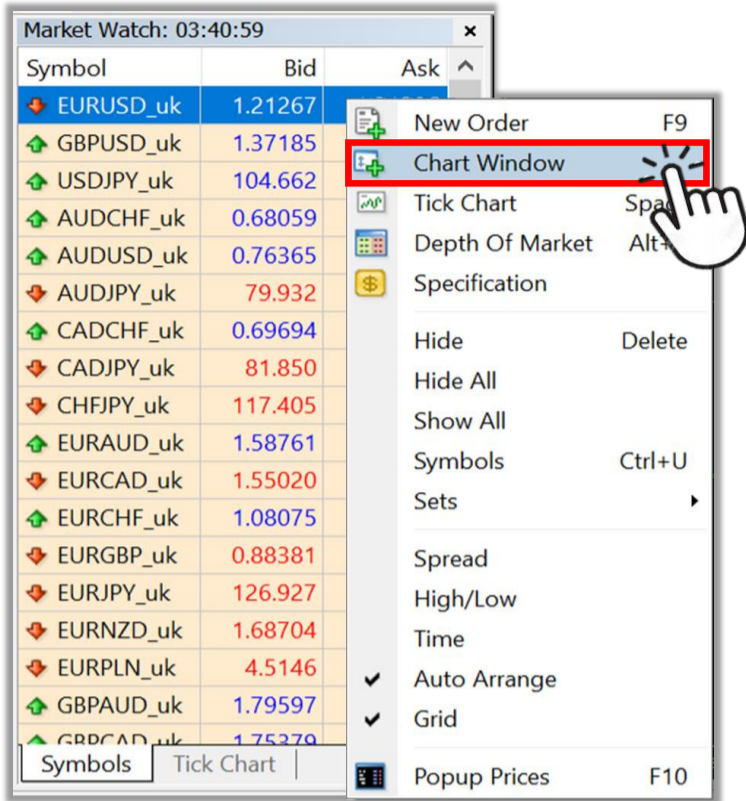 Market Watch: 03:40:59
Symbol Bid Ask
EURUSD_uk 1.21267
GBPUSD_uk 1.37185
USDJPY_uk 104.662
AUDCHF_uk 0.68059
AUDUSD_uk 0.76365
AUDJPY_uk 79.932
CADCHF_uk 0.69694
CADJPY_uk 81.850
CHFJPY_uk 117.405
EURAUD_uk 1.58761
EURCAD_uk 1.55020
EURCHF_uk 1.08075
EURGBP_uk 0.88381
EURJPY_uk 126.927
EURNZD_uk 1.68704
EURPLN_uk 4.5146
GBPAUD_uk 1.79597
GBPCAD_uk 1.75379
Symbols Tick Chart
New Order F9
Chart Window
Tick Chart
Depth Of Market
Specification
Hide Delete
Hide All
Show All
Symbols Ctrl+U
Sets
Spread
High/Low
Time
Auto Arrange
Grid
Popup Prices F10